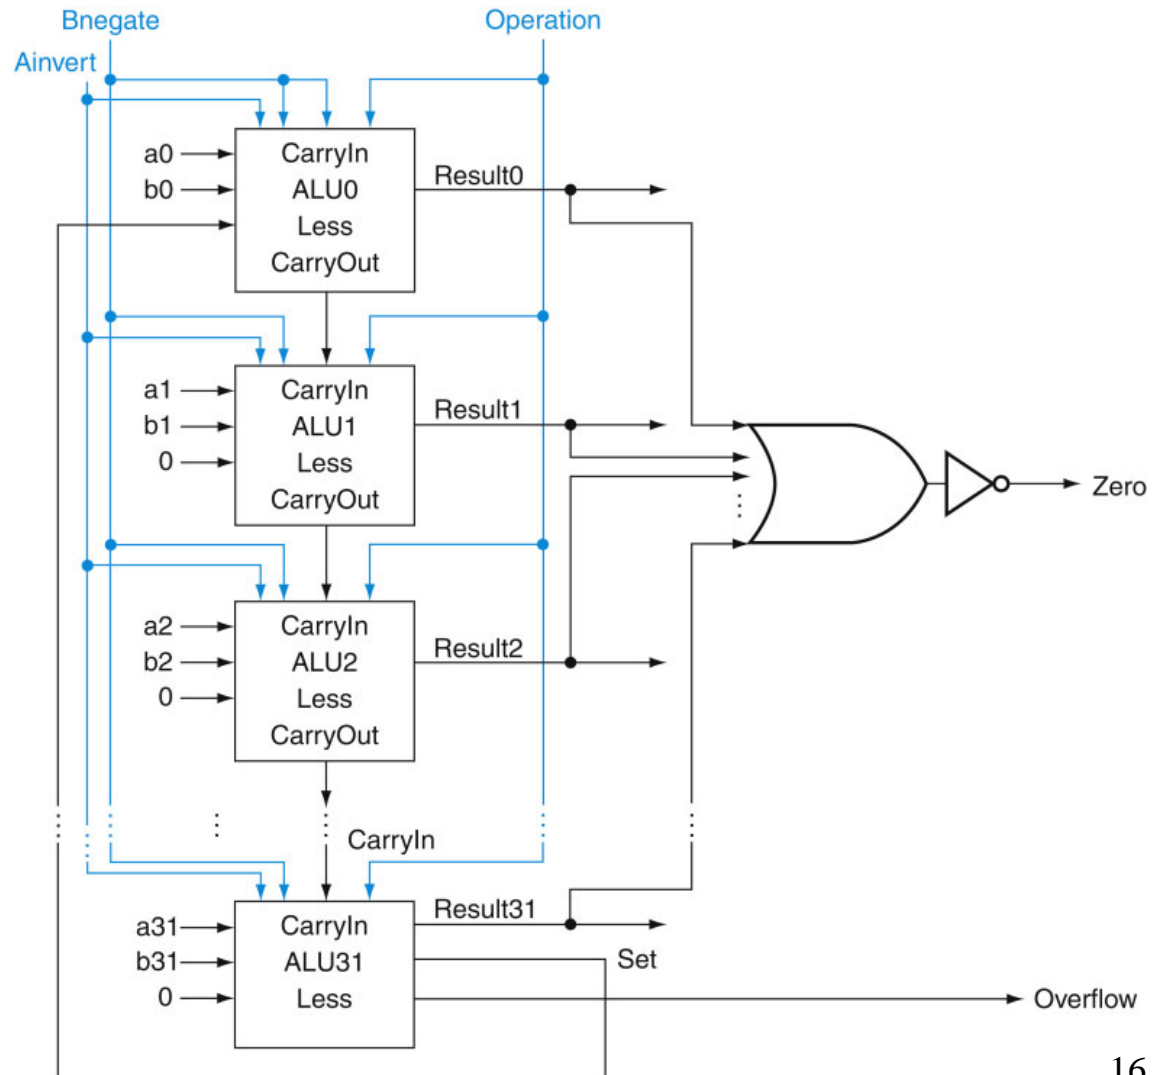 Bnegate
Operation
Ainvert
a0
CarryIn
b0
ALU0
Less
CarryOut
Result0
a1
CarryIn
b1
ALU1
0
Less
CarryOut
Result1
Zero
a2
CarryIn
b2
ALU2
0
Less
CarryOut
Result2
CarryIn
a31
CarryIn
b31
ALU31
0
Less
Result31
Set
Overflow
16